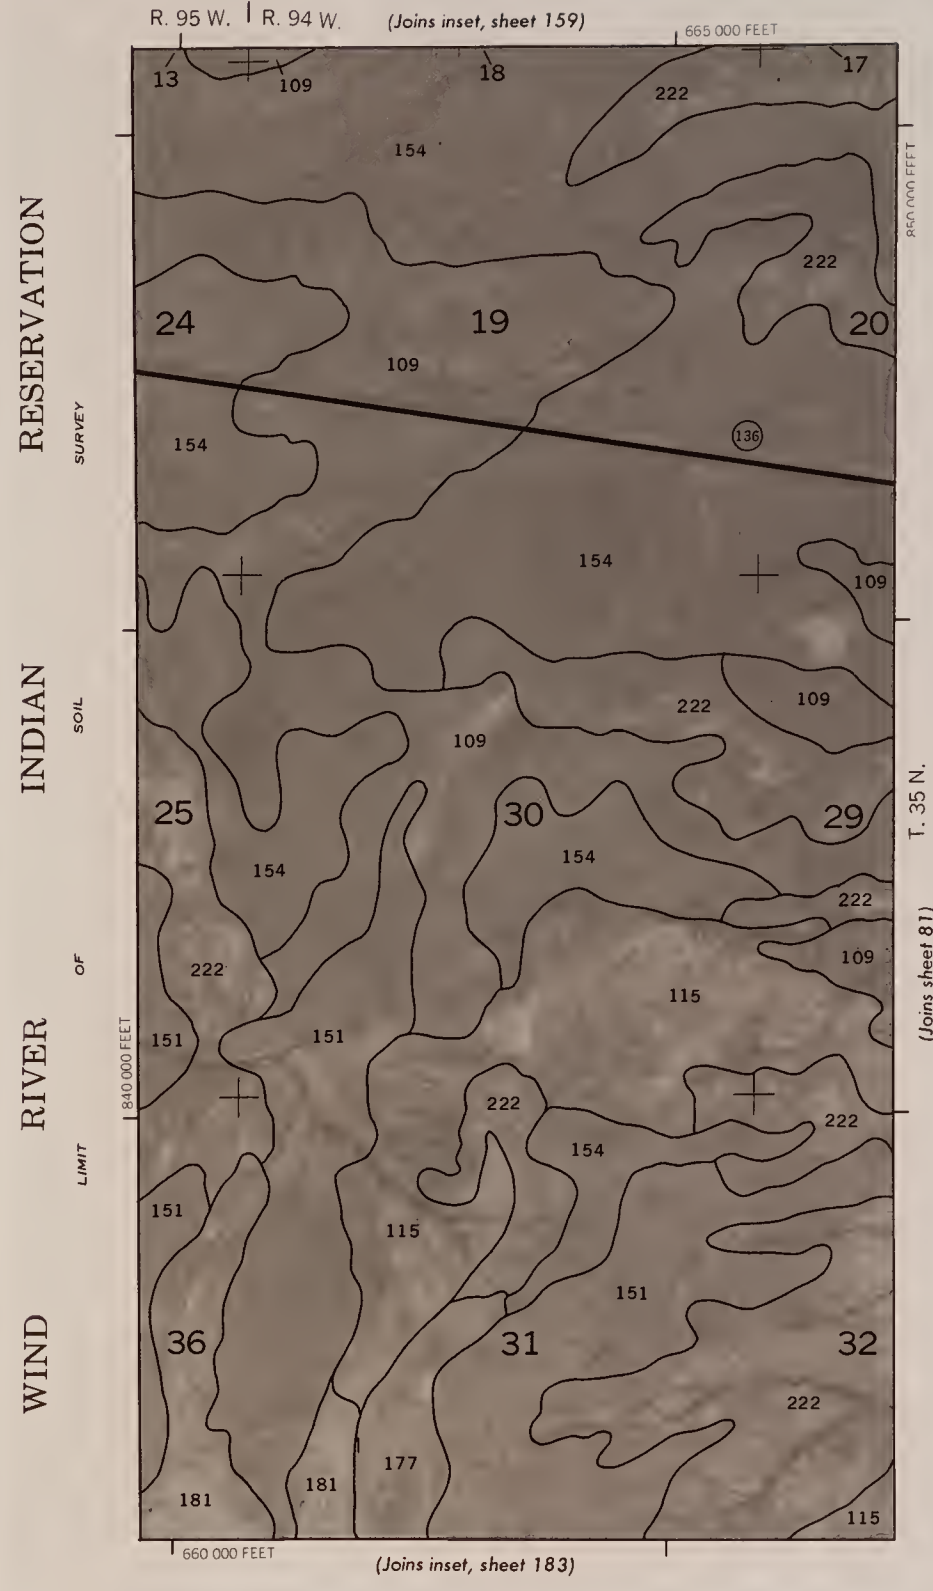 R. 95 W. | R. 94 W. (Joins inset, sheet 159) 665 000 FEET
13 109 18 222 17
154
850 000 FEET
222
24 19 20
109
154 136
154
109
222 109
109
25 30 29
154 154
222
222 109
115
151 151
222 222
154
151 115
151
36 31 32
222
177
181 181
115
WIND RIVER INDIAN RESERVATION
LIMIT OF SOIL SURVEY
840 000 FEET
T. 35 N.
(Joins sheet 81)
660 000 FEET
(Joins inset, sheet 183)